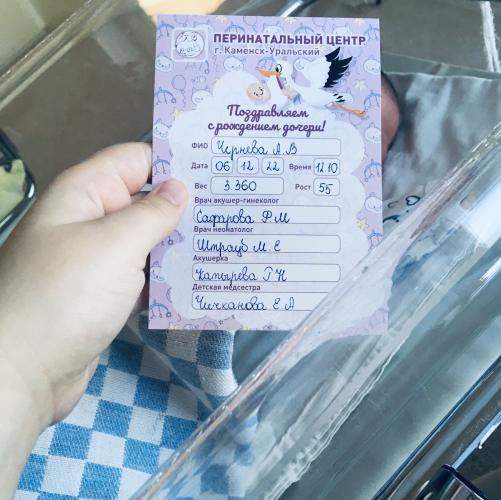 ПЕРИНАТАЛЬНЫЙ ЦЕНТР
г. Каменск-Уральский
Поздравляем
с рождением дочери!
ФИО Чернева А.В
Дата 06 12 22 Время 12 10
Вес 3.360 Рост 55
Врач акушер-гинеколог
Сафарова Ф М
Врач неонатолог
Штрауб М. Е
Акушерка
Катырева Г Н
Детская медсестра
Чичканова Е А